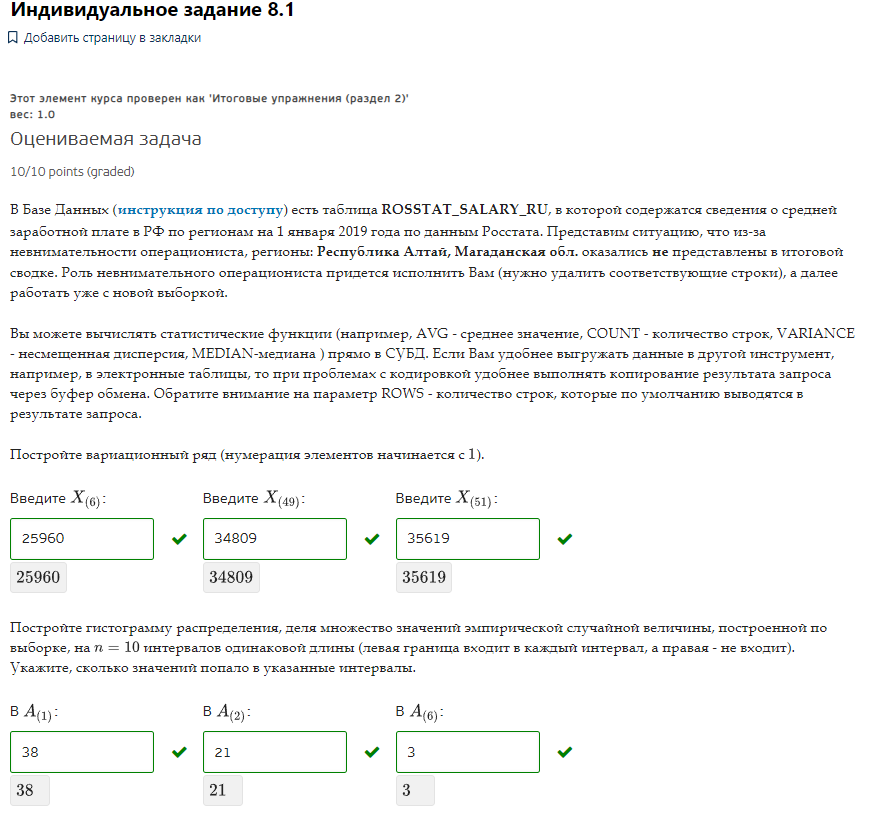 Индивидуальное задание 8.1
Добавить страницу в закладки
Этот элемент курса проверен как 'Итоговые упражнения (раздел 2)'
вес: 1.0
Оцениваемая задача
10/10 points (graded)
В Базе Данных (инструкция по доступу) есть таблица ROSSTAT_SALARY_RU, в которой содержатся сведения о средней
заработной плате в РФ по регионам на 1 января 2019 года по данным Росстата. Представим ситуацию, что из-за
невнимательности операциониста, регионы: Республика Алтай, Магаданская обл. оказались не представлены в итоговой
сводке. Роль невнимательного операциониста придется исполнить Вам (нужно удалить соответствующие строки), а далее
работать уже с новой выборкой.
Вы можете вычислять статистические функции (например, AVG - среднее значение, COUNT - количество строк, VARIANCE
- несмещенная дисперсия, MEDIAN-медиана ) прямо в СУБД. Если Вам удобнее выгружать данные в другой инструмент,
например, в электронные таблицы, то при проблемах с кодировкой удобнее выполнять копирование результата запроса
через буфер обмена. Обратите внимание на параметр ROWS - количество строк, которые по умолчанию выводятся в
результате запроса.
Постройте вариационный ряд (нумерация элементов начинается с 1).
Введите X(6): Введите X(49): Введите X(51):
25960 34809 35619
25960 34809 35619
Постройте гистограмму распределения, деля множество значений эмпирической случайной величины, построенной по
выборке, на n = 10 интервалов одинаковой длины (левая граница входит в каждый интервал, а правая - не входит).
Укажите, сколько значений попало в указанные интервалы.
В A(1): В A(2): В A(6):
38 21 3
38 21 3